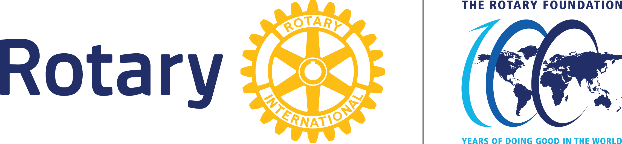 Rotary
ROTARY
INTERNATIONAL
THE ROTARY FOUNDATION
100
YEARS OF DOING GOOD IN THE WORLD